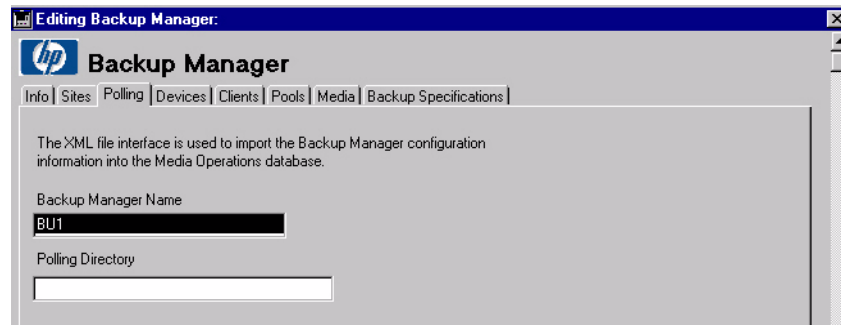 Editing Backup Manager:
hp Backup Manager
Info Sites Polling Devices Clients Pools Media Backup Specifications
The XML file interface is used to import the Backup Manager configuration
information into the Media Operations database.
Backup Manager Name
BU1
Polling Directory